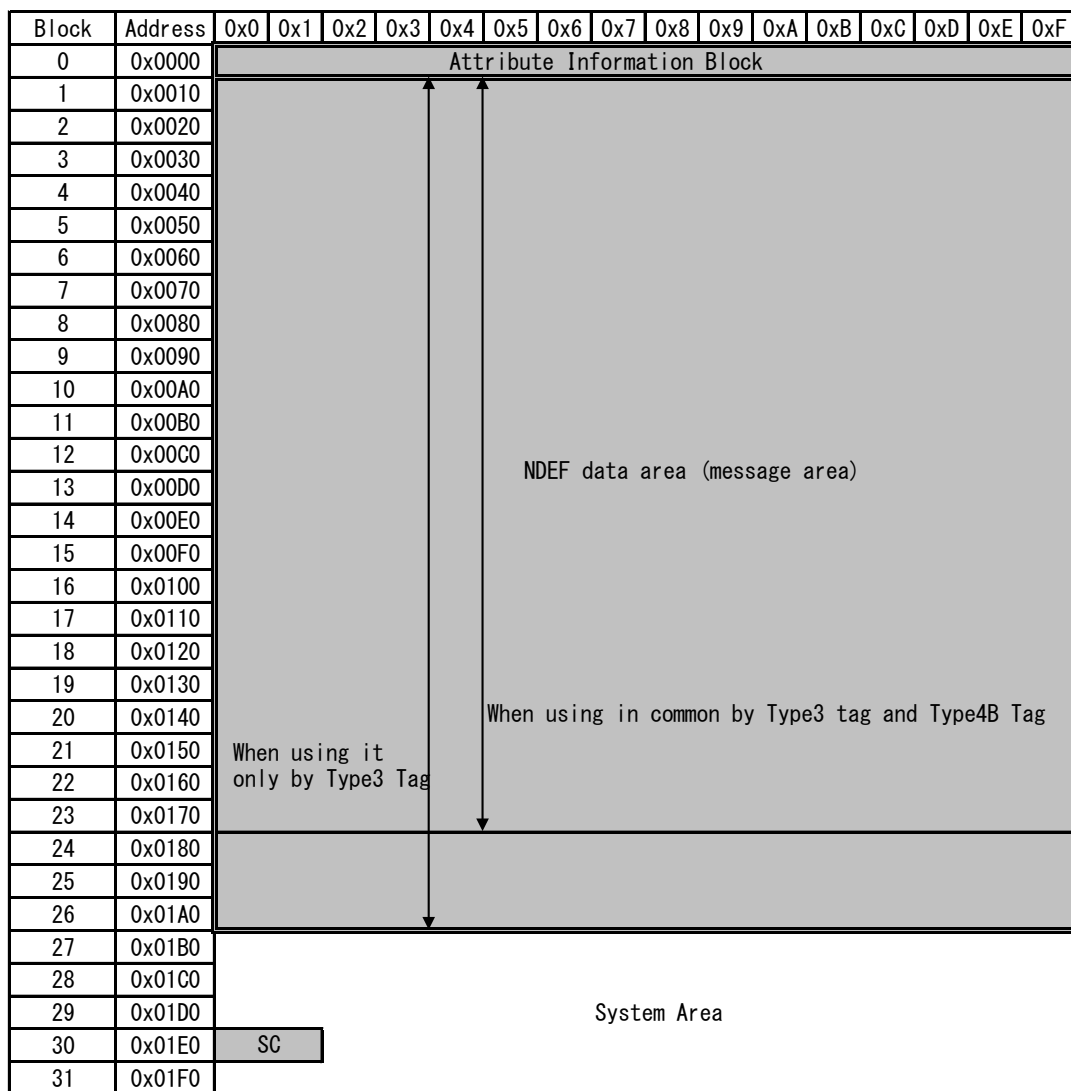 Block Address 0x0 0x1 0x2 0x3 0x4 0x5 0x6 0x7 0x8 0x9 0xA 0xB 0xC 0xD 0xE 0xF
0 0x0000 Attribute Information Block
1 0x0010
2 0x0020
3 0x0030
4 0x0040
5 0x0050
6 0x0060
7 0x0070
8 0x0080
9 0x0090
10 0x00A0
11 0x00B0
12 0x00C0
NDEF data area (message area)
13 0x00D0
14 0x00E0
15 0x00F0
16 0x0100
17 0x0110
18 0x0120
19 0x0130
20 0x0140 When using in common by Type3 tag and Type4B Tag
21 0x0150 When using it
22 0x0160 only by Type3 Tag
23 0x0170
24 0x0180
25 0x0190
26 0x01A0
27 0x01B0
28 0x01C0
29 0x01D0 System Area
30 0x01E0 SC
31 0x01F0